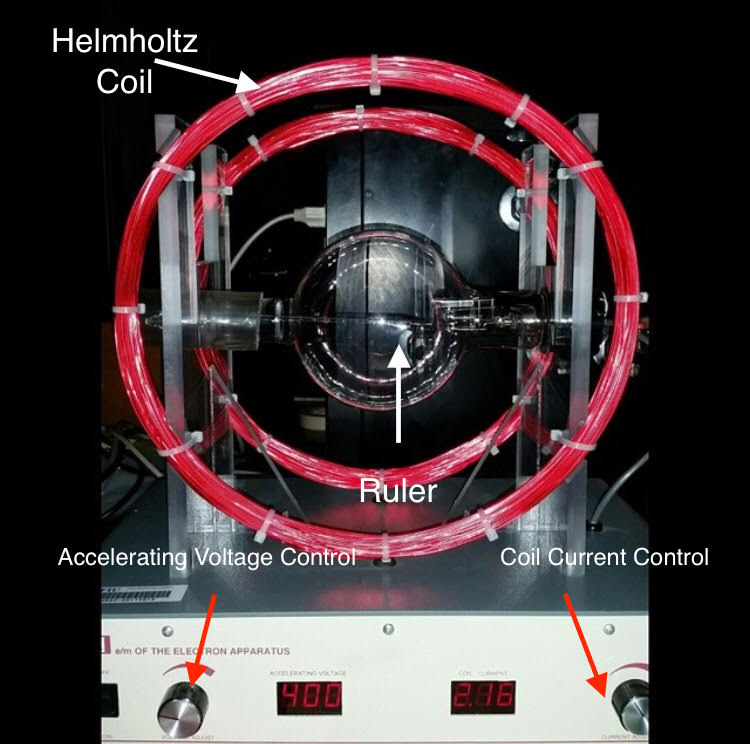 Helmholtz
Coil
Ruler
Accelerating Voltage Control
Coil Current Control
e/m OF THE ELECTRON APPARATUS
ACCELERATING VOLTAGE
COIL CURRENT
400
2.16
VOLTAGE ADJUST
CURRENT